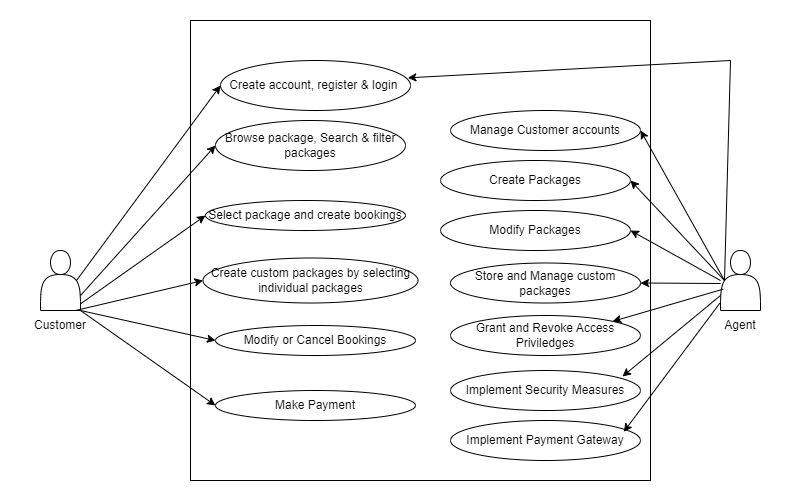 Create account, register & login
Browse package, Search & filter
packages
Select package and create bookings
Create custom packages by selecting
individual packages
Modify or Cancel Bookings
Make Payment
Manage Customer accounts
Create Packages
Modify Packages
Store and Manage custom
packages
Grant and Revoke Access
Priviledges
Implement Security Measures
Implement Payment Gateway
Customer
Agent